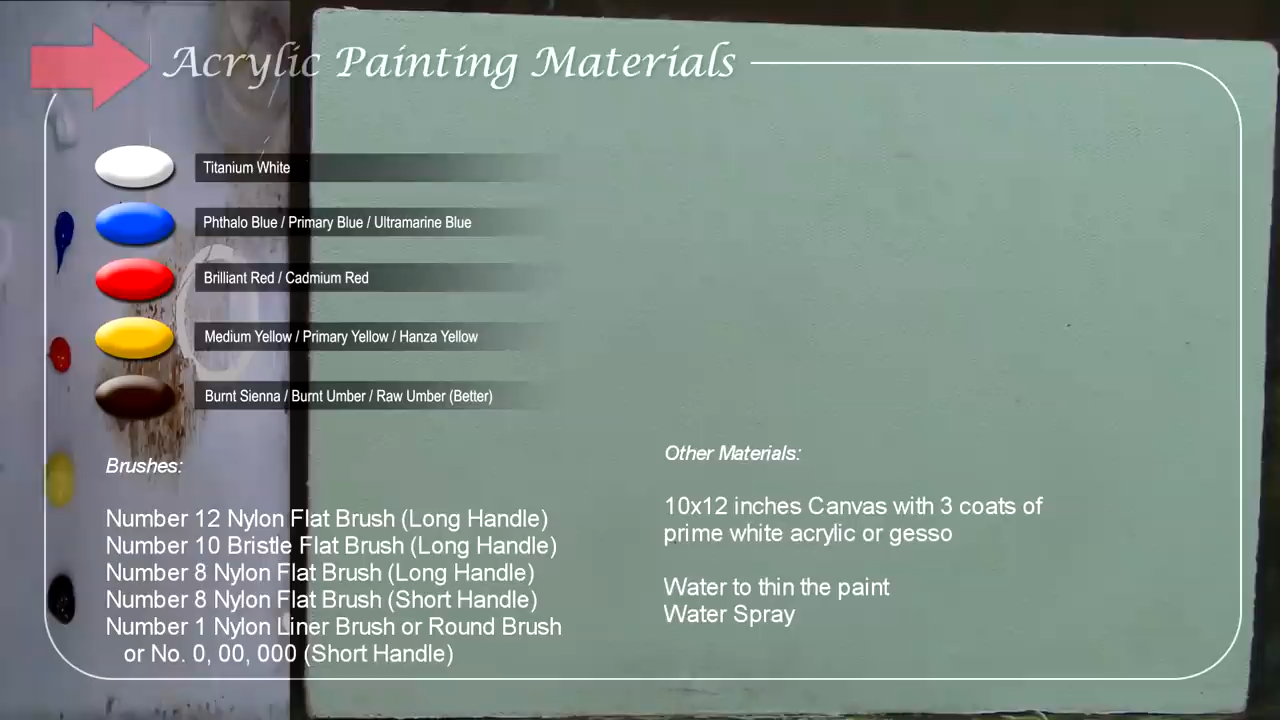 Acrylic Painting Materials
Titanium White
Phthalo Blue / Primary Blue / Ultramarine Blue
Brilliant Red / Cadmium Red
Medium Yellow / Primary Yellow / Hanza Yellow
Burnt Sienna / Burnt Umber / Raw Umber (Better)
Brushes:
Number 12 Nylon Flat Brush (Long Handle)
Number 10 Bristle Flat Brush (Long Handle)
Number 8 Nylon Flat Brush (Long Handle)
Number 8 Nylon Flat Brush (Short Handle)
Number 1 Nylon Liner Brush or Round Brush
or No. 0, 00, 000 (Short Handle)
Other Materials:
10x12 inches Canvas with 3 coats of
prime white acrylic or gesso
Water to thin the paint
Water Spray